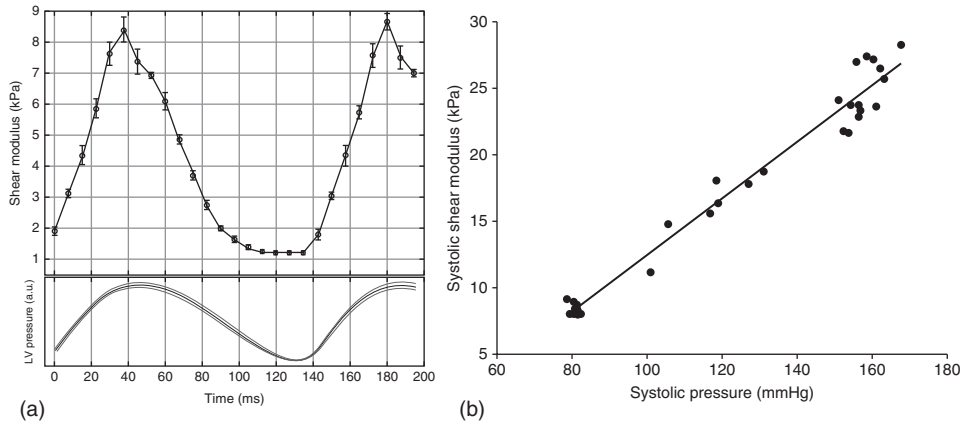 9
8
7
6
5
4
3
2
1
Shear modulus (kPa)
LV pressure (a.u.)
0 20 40 60 80 100 120 140 160 180 200
Time (ms)
(a)
30
25
20
15
10
5
Systolic shear modulus (kPa)
60 80 100 120 140 160 180
Systolic pressure (mmHg)
(b)